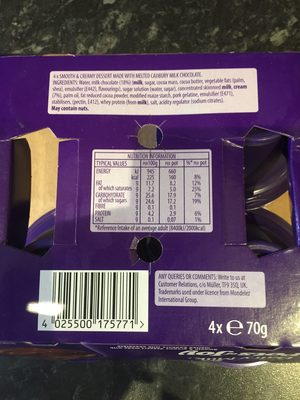 4 x SMOOTH & CREAMY DESSERT MADE WITH MELTED CADBURY MILK CHOCOLATE.
INGREDIENTS: Water, milk chocolate (18%) (milk, sugar, cocoa mass, cocoa butter, vegetable fats (palm, shea), emulsifier (E442), flavourings), sugar solution (water, sugar), concentrated skimmed milk, cream (7%), palm oil, fat reduced cocoa powder, modified maize starch, pork gelatine, emulsifier (E471), stabilisers, (pectin, E412), whey protein (from milk), salt, acidity regulator (sodium citrates).
May contain nuts.
NUTRITION INFORMATION
TYPICAL VALUES /100g 70g pot %* 70g pot
ENERGY kJ 945 660
kcal 225 160 8%
FAT g 11.7 8.2 12%
of which saturates g 7.2 5.0 25%
CARBOHYDRATE g 25.6 17.9 7%
of which sugars g 24.6 17.2 19%
FIBRE g 0.1 0.1
PROTEIN g 4.2 2.9 6%
SALT g 0.1 0.07 1%
*Reference Intake of an average adult (8400kJ/2000kcal)
ANY QUERIES OR COMMENTS: Write to us at
Customer Relations, c/o Müller, TF9 3SQ, UK.
Trademarks used under licence from Mondelez
International Group.
4 025500 175771 >
4x ℮ 70g